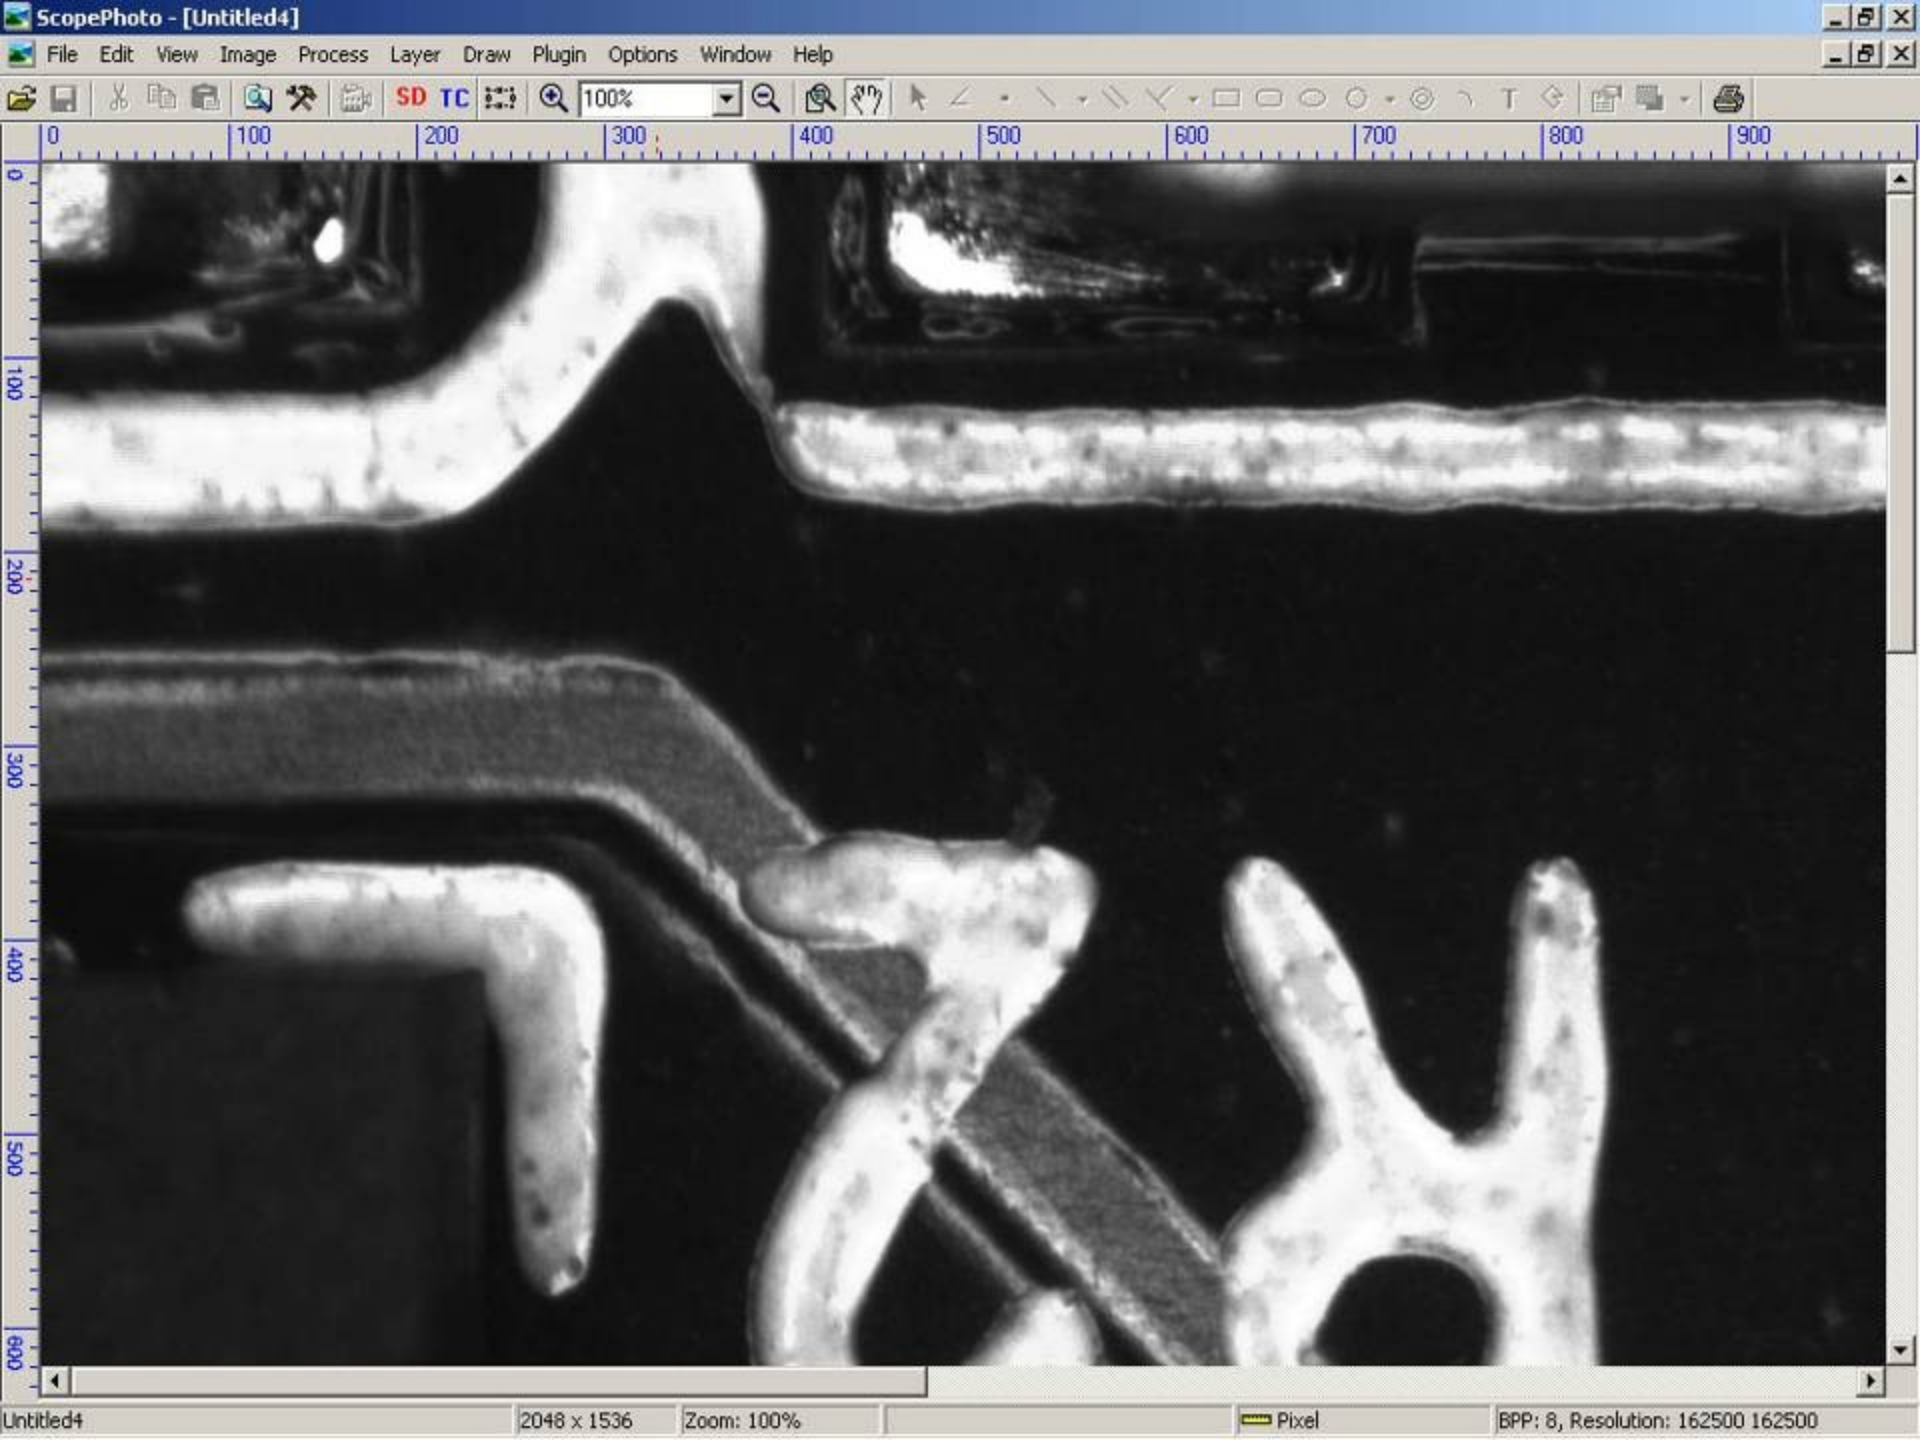 ScopePhoto - [Untitled4]
File Edit View Image Process Layer Draw Plugin Options Window Help
SD TC 100% T
0 100 200 300 400 500 600 700 800 900
0
100
200
300
400
500
600
Untitled4 2048 x 1536 Zoom: 100% Pixel BPP: 8, Resolution: 162500 162500